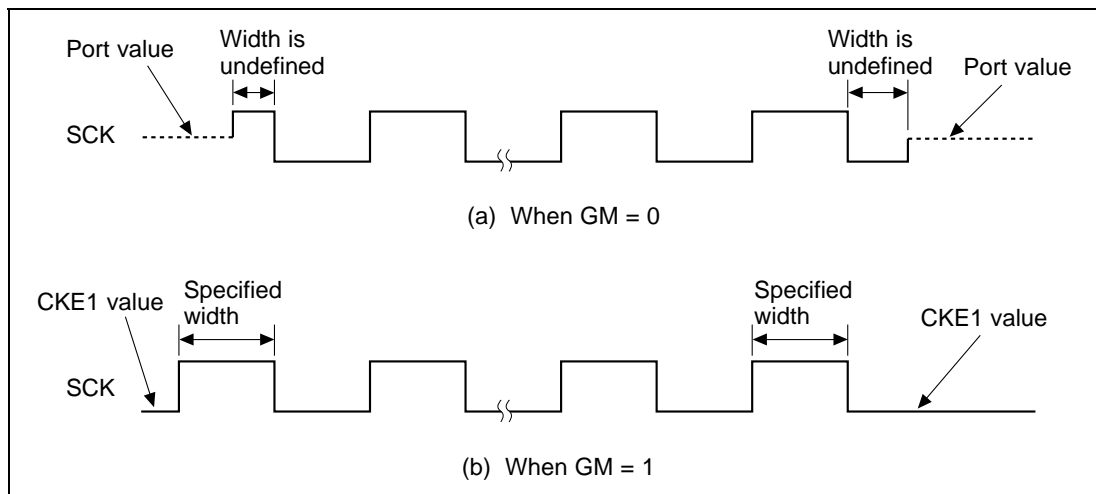 Port value
Width is
undefined
Width is
undefined
Port value
SCK
(a) When GM = 0
CKE1 value
Specified
width
Specified
width
CKE1 value
SCK
(b) When GM = 1